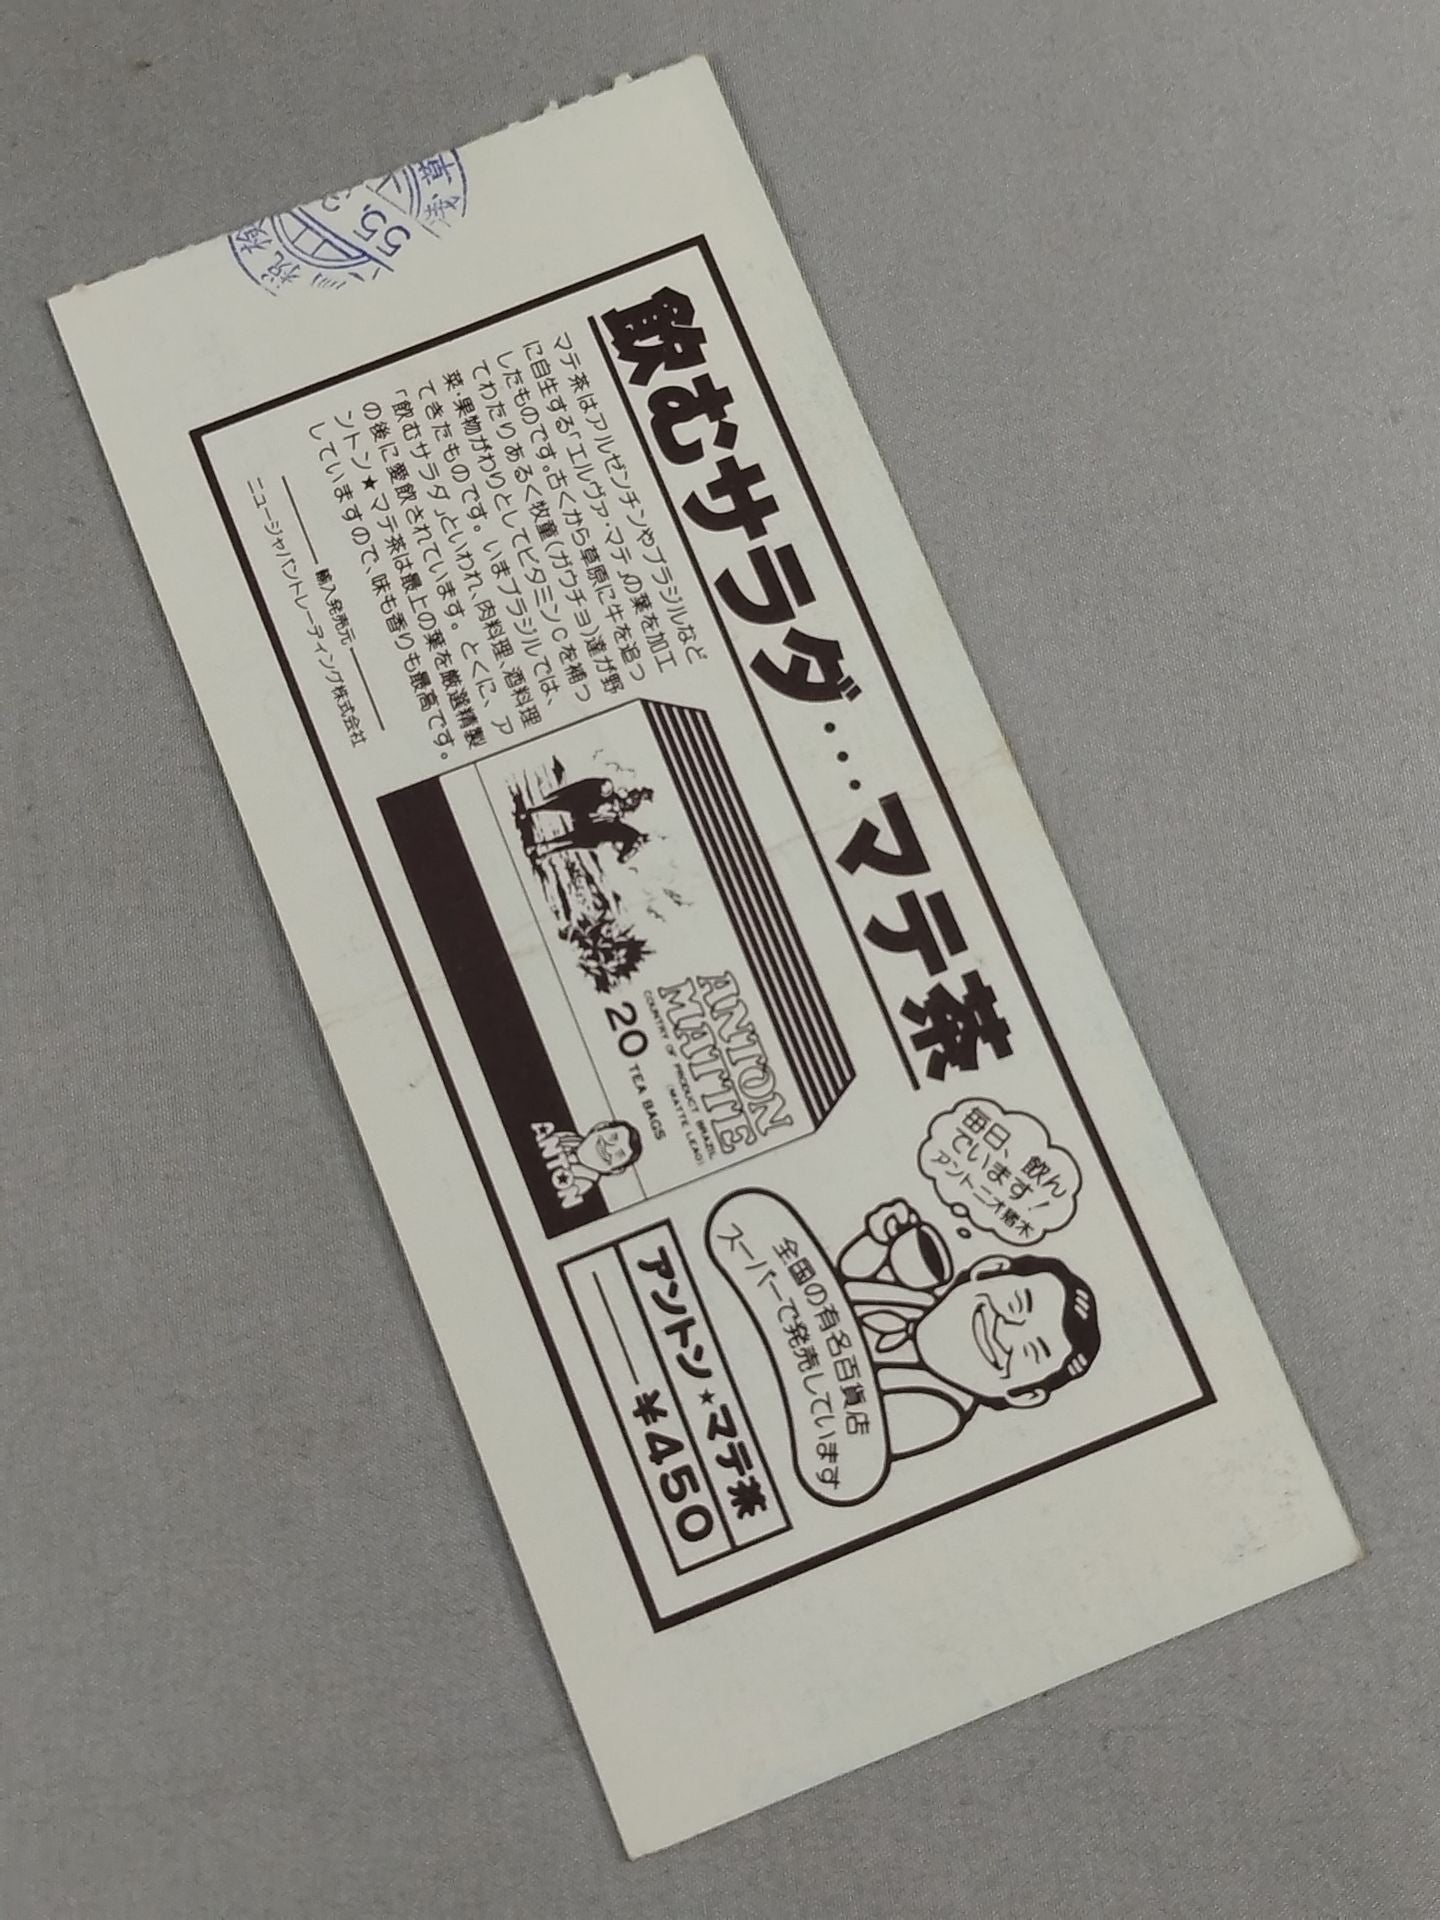 飲むサラダ…マテ茶
マテ茶はアルゼンチンやブラジルなど
に自生する「エルヴァ・マテ」の葉を加工
したものです。古くから草原に牛を追っ
てわたりあるく牧童(ガウチョ)達が野
菜・果物がわりとしてビタミンCを補っ
てきたものです。いまブラジルでは、
「飲むサラダ」といわれ、肉料理、酒料理
の後に愛飲されています。とくに、ア
ントン★マテ茶は最上の葉を厳選精製
していますので、味も香りも最高です。
輸入発売元
ニュージャパントレーディング株式会社
ANTON
MATTE
COUNTRY OF PRODUCT BRAZIL
(MATTE LEAG)
20 TEA BAGS
ANTON
毎日、飲ん
でいます!
アントニオ猪木
全国の有名百貨店
スーパーで発売しています
アントン★マテ茶
¥450
55.